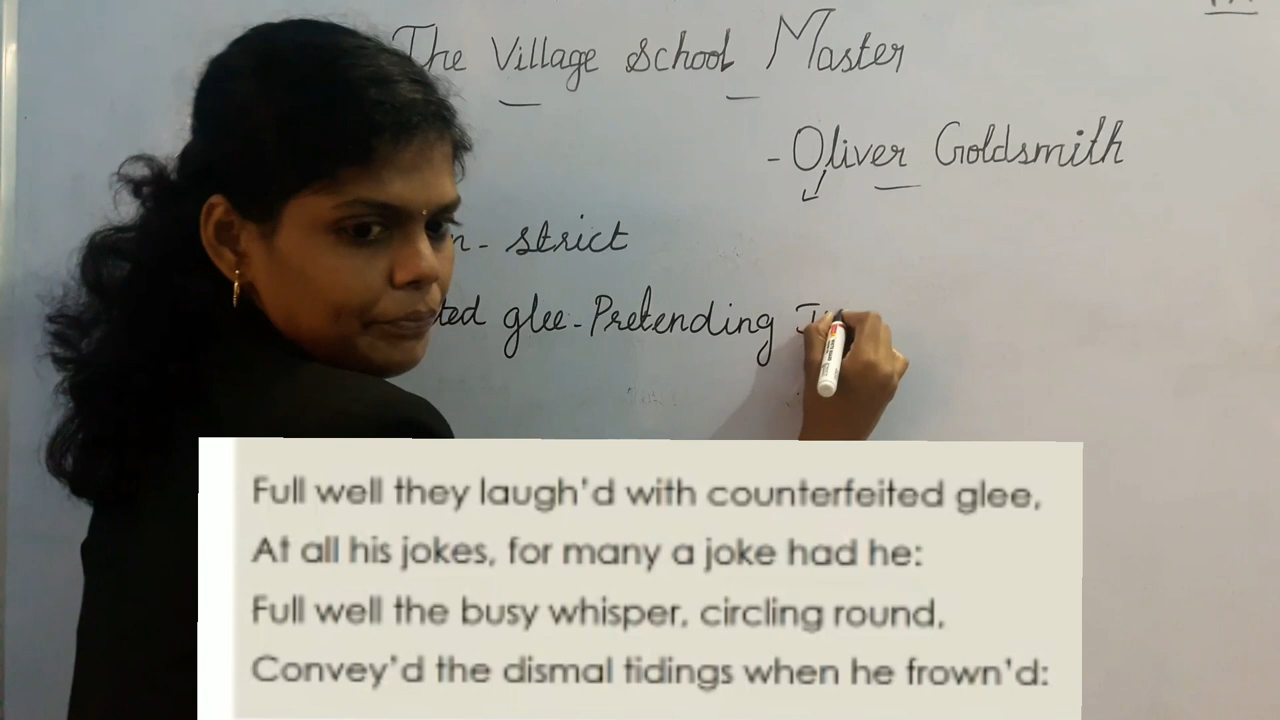 The Village School Master
- Oliver Goldsmith
n - strict
ted glee - Pretending
Full well they laugh'd with counterfeited glee,
At all his jokes, for many a joke had he:
Full well the busy whisper, circling round,
Convey'd the dismal tidings when he frown'd: